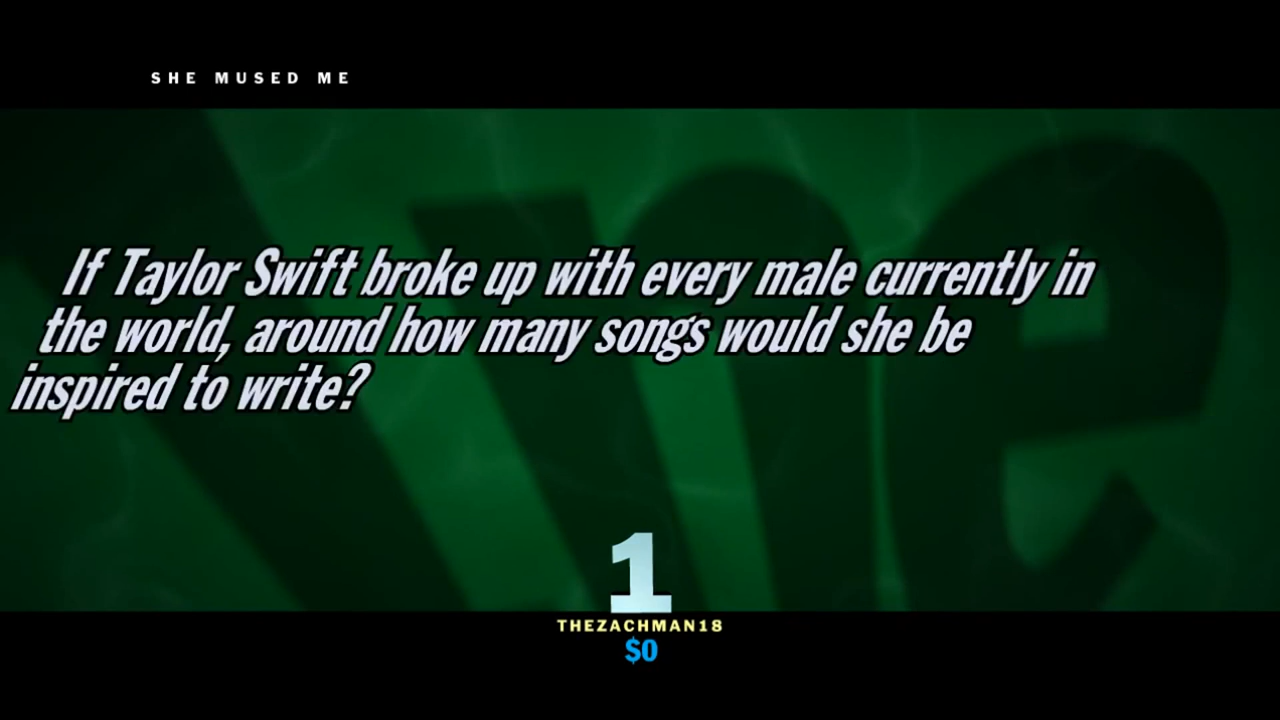 SHE MUSED ME
If Taylor Swift broke up with every male currently in
the world, around how many songs would she be
inspired to write?
1
THEZACHMAN18
$0